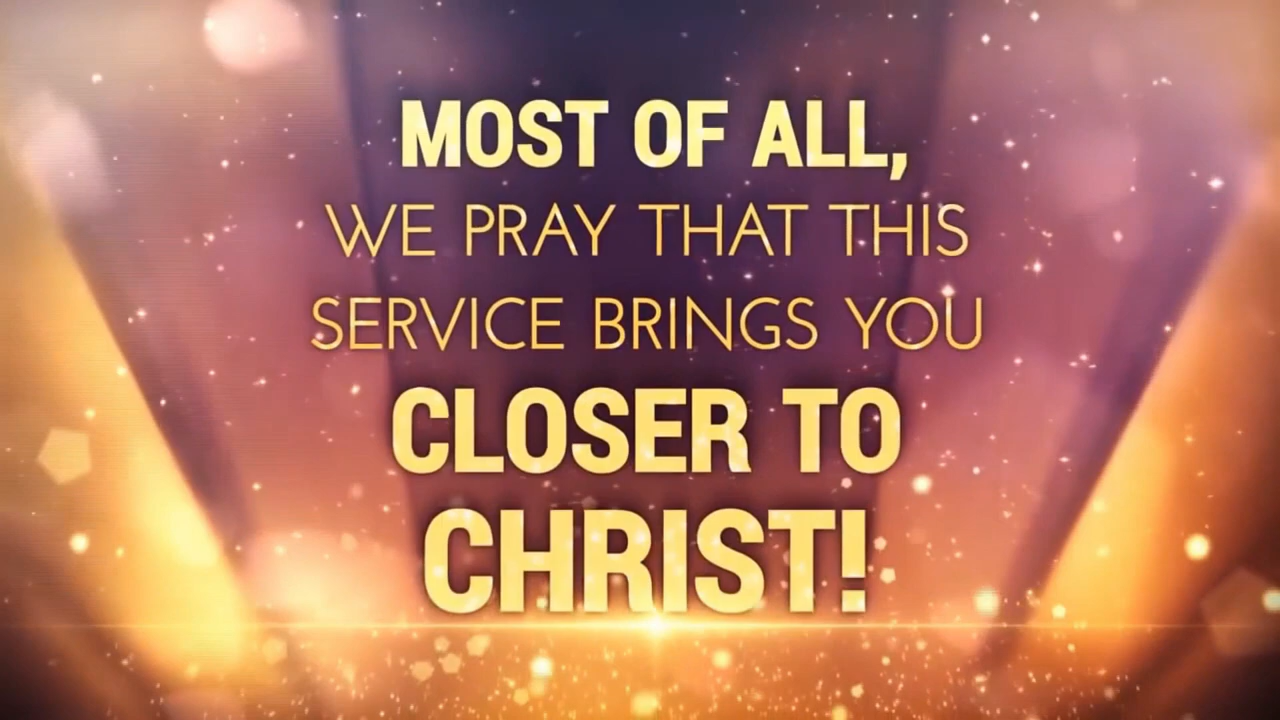 MOST OF ALL,
WE PRAY THAT THIS
SERVICE BRINGS YOU
CLOSER TO
CHRIST!